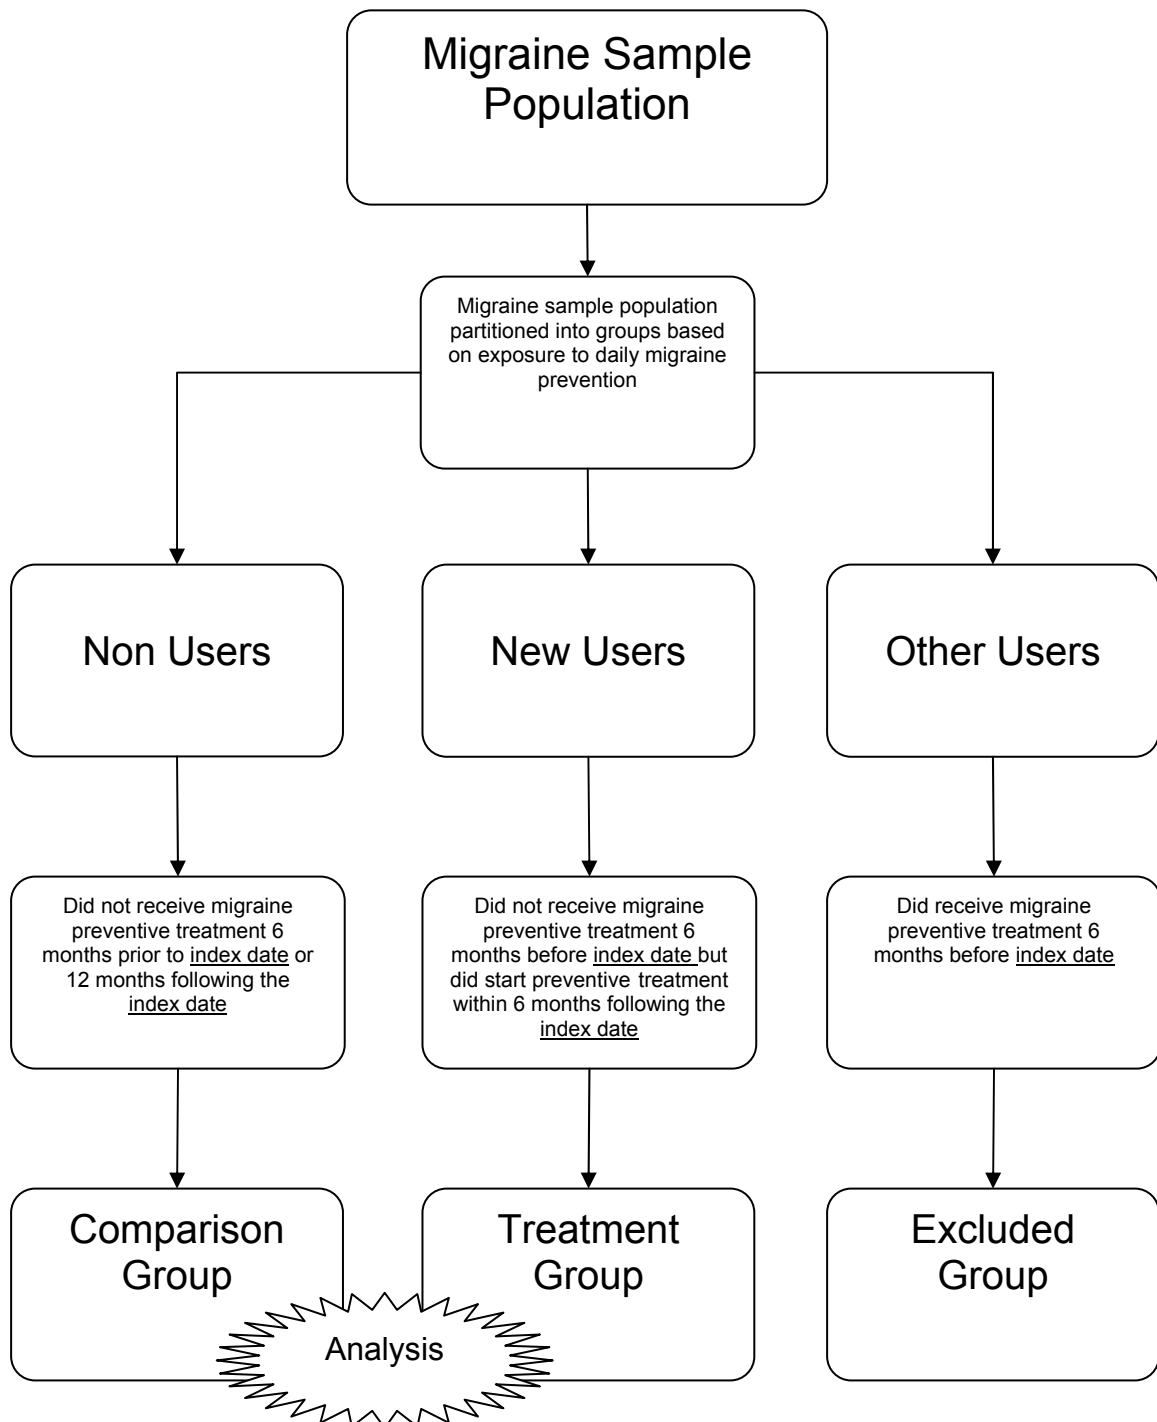 Migraine Sample
Population
Migraine sample population
partitioned into groups based
on exposure to daily migraine
prevention
Non Users
New Users
Other Users
Did not receive migraine
preventive treatment 6
months prior to index date or
12 months following the
index date
Did not receive migraine
preventive treatment 6
months before index date but
did start preventive treatment
within 6 months following the
index date
Did receive migraine
preventive treatment 6
months before index date
Comparison
Group
Treatment
Group
Excluded
Group
Analysis